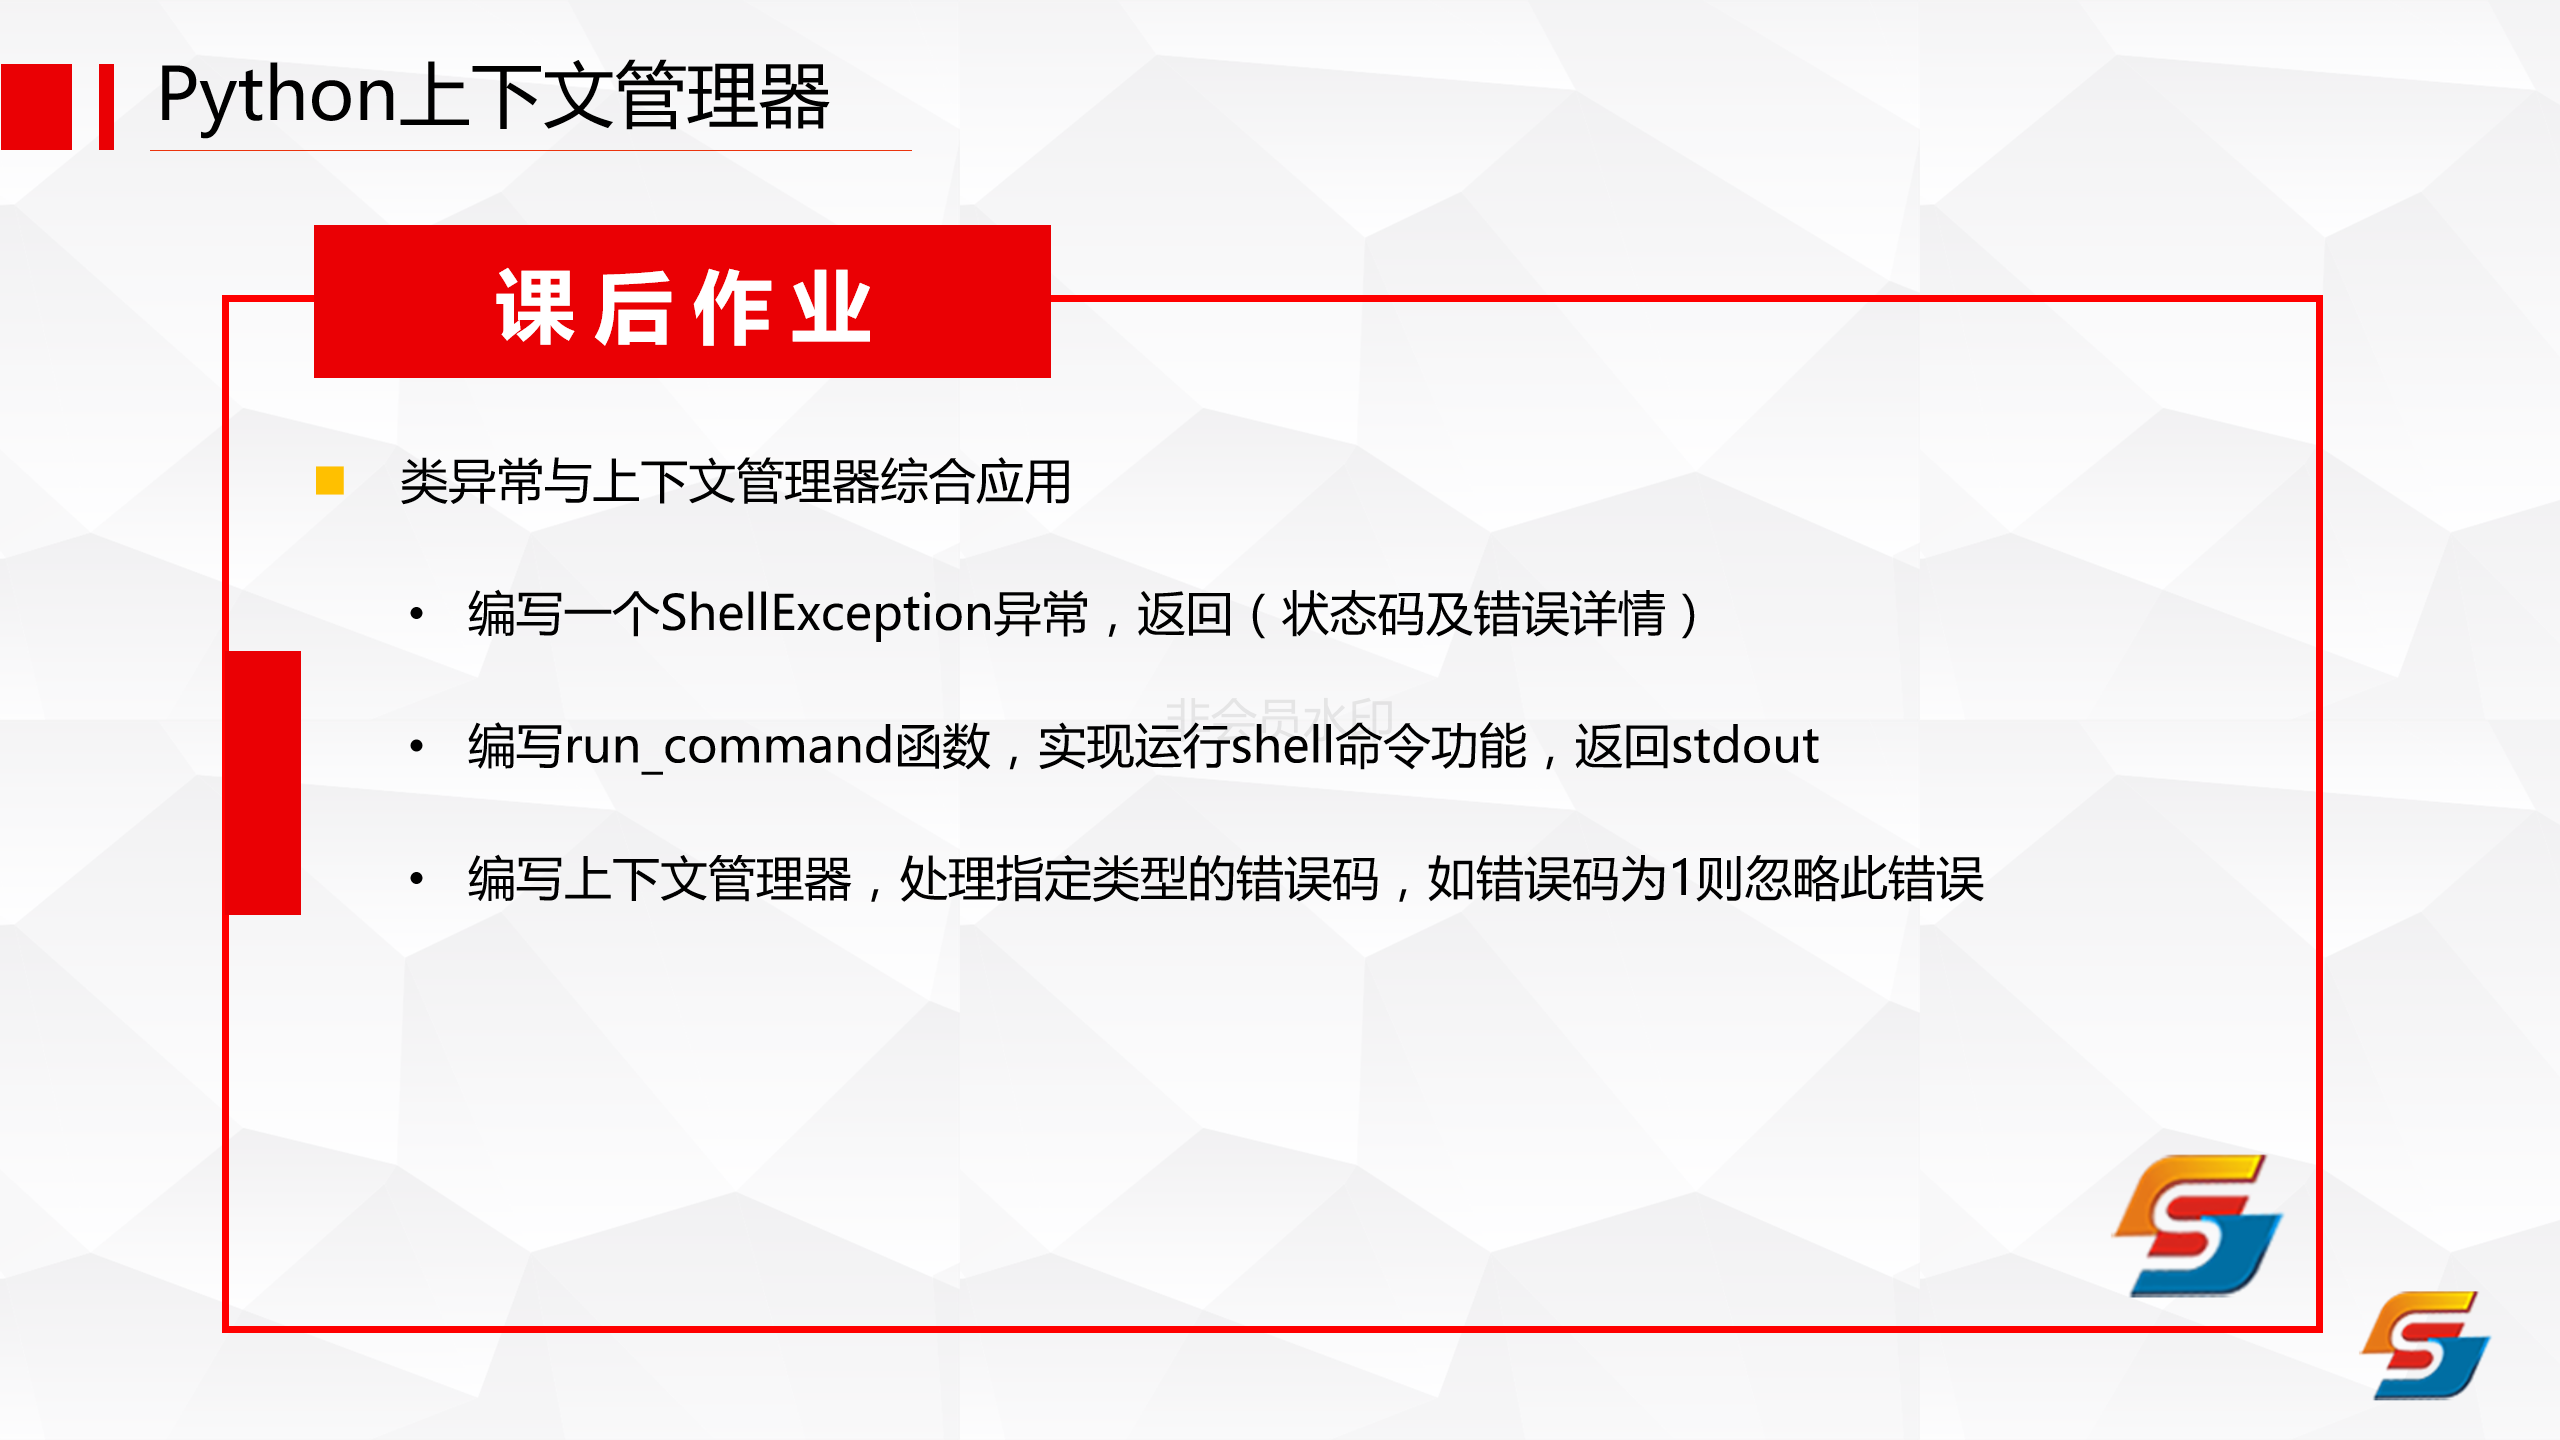 Python上下文管理器
课后作业
类异常与上下文管理器综合应用
• 编写一个ShellException异常，返回（状态码及错误详情）
非会员水印
• 编写run_command函数，实现运行shell命令功能，返回stdout
• 编写上下文管理器，处理指定类型的错误码，如错误码为1则忽略此错误